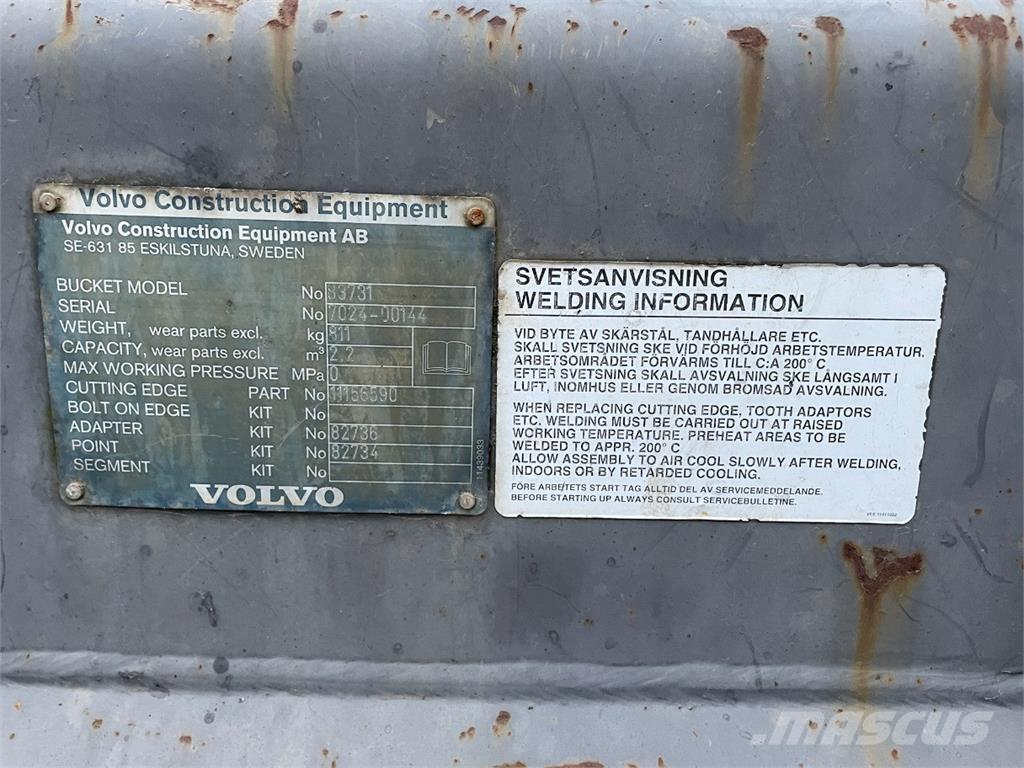 Volvo Construction Equipment
Volvo Construction Equipment AB
SE-631 85 ESKILSTUNA, SWEDEN
BUCKET MODEL No 83731
SERIAL No 7024-00144
WEIGHT, wear parts excl. kg 811
CAPACITY, wear parts excl. m³ 2,2
MAX WORKING PRESSURE MPa 0
CUTTING EDGE PART No 11156590
BOLT ON EDGE KIT No
ADAPTER KIT No 82736
POINT KIT No 82734
SEGMENT KIT No
11439033
VOLVO
SVETSANVISNING
WELDING INFORMATION
VID BYTE AV SKÄRSTÅL, TANDHÅLLARE ETC.
SKALL SVETSNING SKE VID FÖRHÖJD ARBETSTEMPERATUR.
ARBETSOMRÅDET FÖRVÄRMS TILL C:A 200° C
EFTER SVETSNING SKALL AVSVALNING SKE LÅNGSAMT I
LUFT, INOMHUS ELLER GENOM BROMSAD AVSVALNING.
WHEN REPLACING CUTTING EDGE, TOOTH ADAPTORS
ETC. WELDING MUST BE CARRIED OUT AT RAISED
WORKING TEMPERATURE. PREHEAT AREAS TO BE
WELDED TO APPR. 200° C
ALLOW ASSEMBLY TO AIR COOL SLOWLY AFTER WELDING,
INDOORS OR BY RETARDED COOLING.
FÖRE ARBETETS START TAG ALLTID DEL AV SERVICEMEDDELANDE.
BEFORE STARTING UP ALWAYS CONSULT SERVICEBULLETINE.
MASCUS